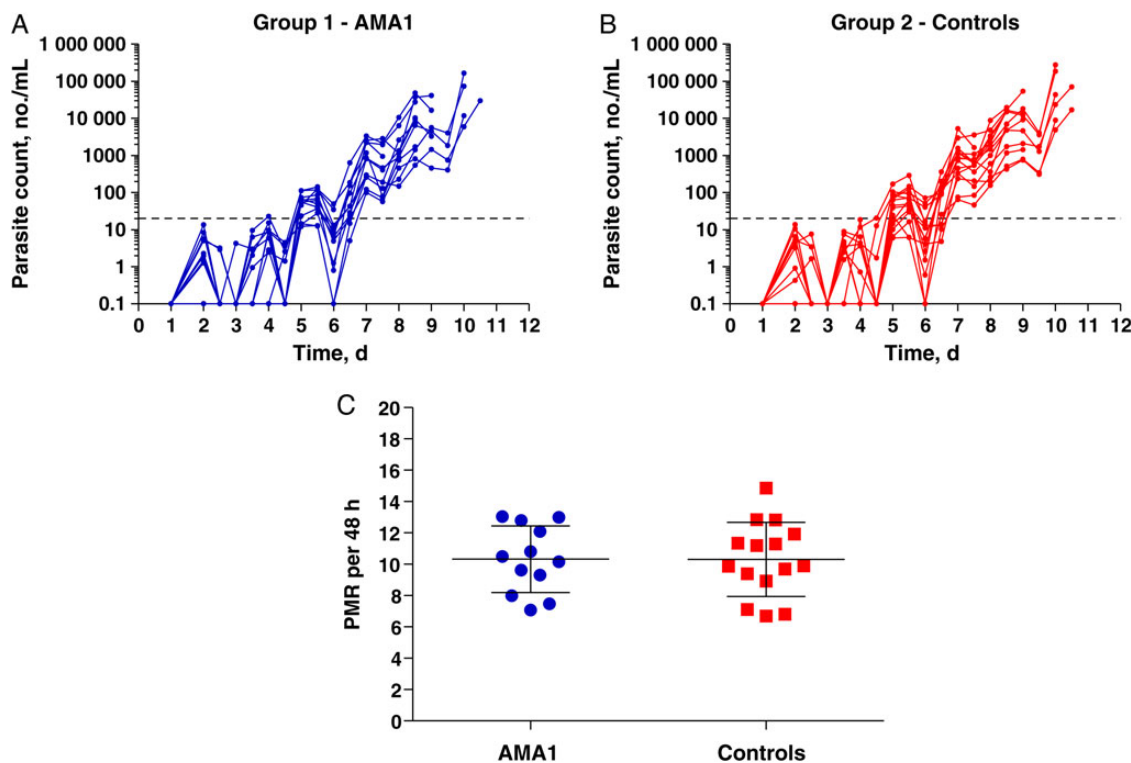 A Group 1 - AMA1
Parasite count, no./mL
1 000 000
100 000
10 000
1000
100
10
1
0.1
0 1 2 3 4 5 6 7 8 9 10 11 12
Time, d
B Group 2 - Controls
Parasite count, no./mL
1 000 000
100 000
10 000
1000
100
10
1
0.1
0 1 2 3 4 5 6 7 8 9 10 11 12
Time, d
C
PMR per 48 h
20
18
16
14
12
10
8
6
4
2
0
AMA1 Controls